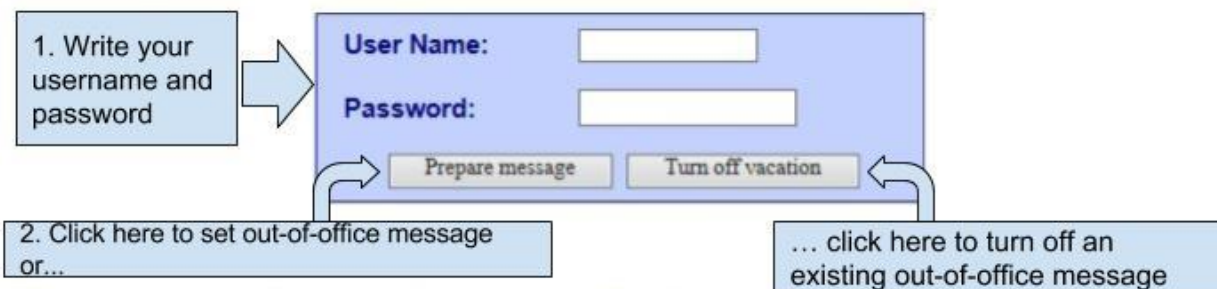 1. Write your
username and
password
User Name:
Password:
Prepare message
Turn off vacation
2. Click here to set out-of-office message
or...
… click here to turn off an
existing out-of-office message